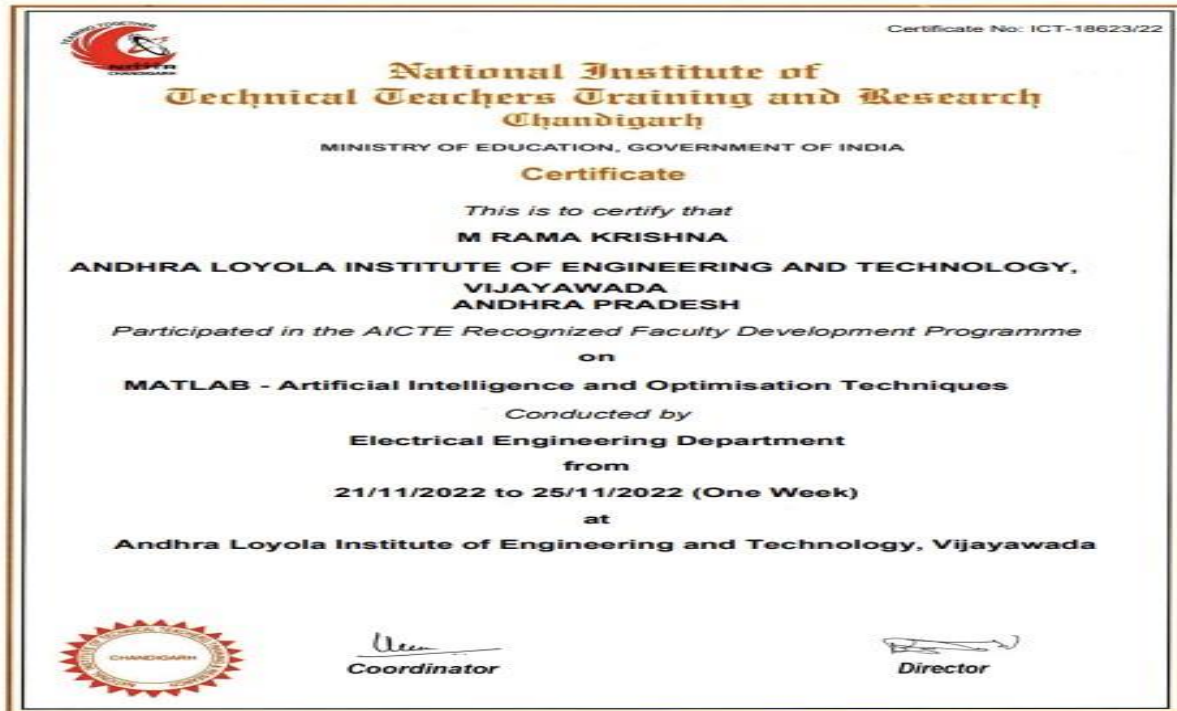 Certificate No: ICT-18623/22
NITTTR
CHANDIGARH
National Institute of
Technical Teachers Training and Research
Chandigarh
MINISTRY OF EDUCATION, GOVERNMENT OF INDIA
Certificate
This is to certify that
M RAMA KRISHNA
ANDHRA LOYOLA INSTITUTE OF ENGINEERING AND TECHNOLOGY,
VIJAYAWADA
ANDHRA PRADESH
Participated in the AICTE Recognized Faculty Development Programme
on
MATLAB - Artificial Intelligence and Optimisation Techniques
Conducted by
Electrical Engineering Department
from
21/11/2022 to 25/11/2022 (One Week)
at
Andhra Loyola Institute of Engineering and Technology, Vijayawada
CHANDIGARH
Coordinator
Director